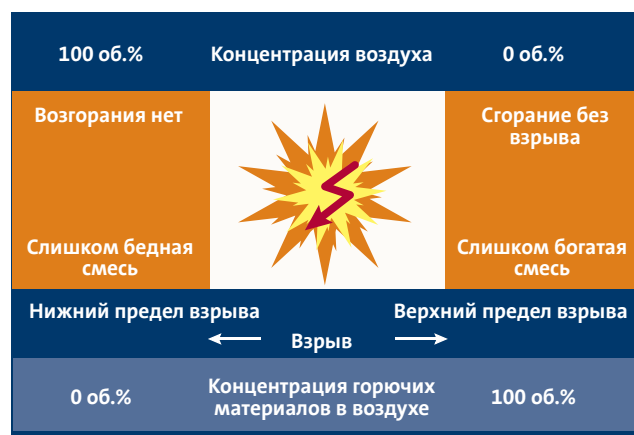 100 об.% Концентрация воздуха 0 об.%
Возгорания нет
Сгорание без
взрыва
Слишком бедная
смесь
Слишком богатая
смесь
Нижний предел взрыва Верхний предел взрыва
Взрыв
0 об.% Концентрация горючих
материалов в воздухе 100 об.%